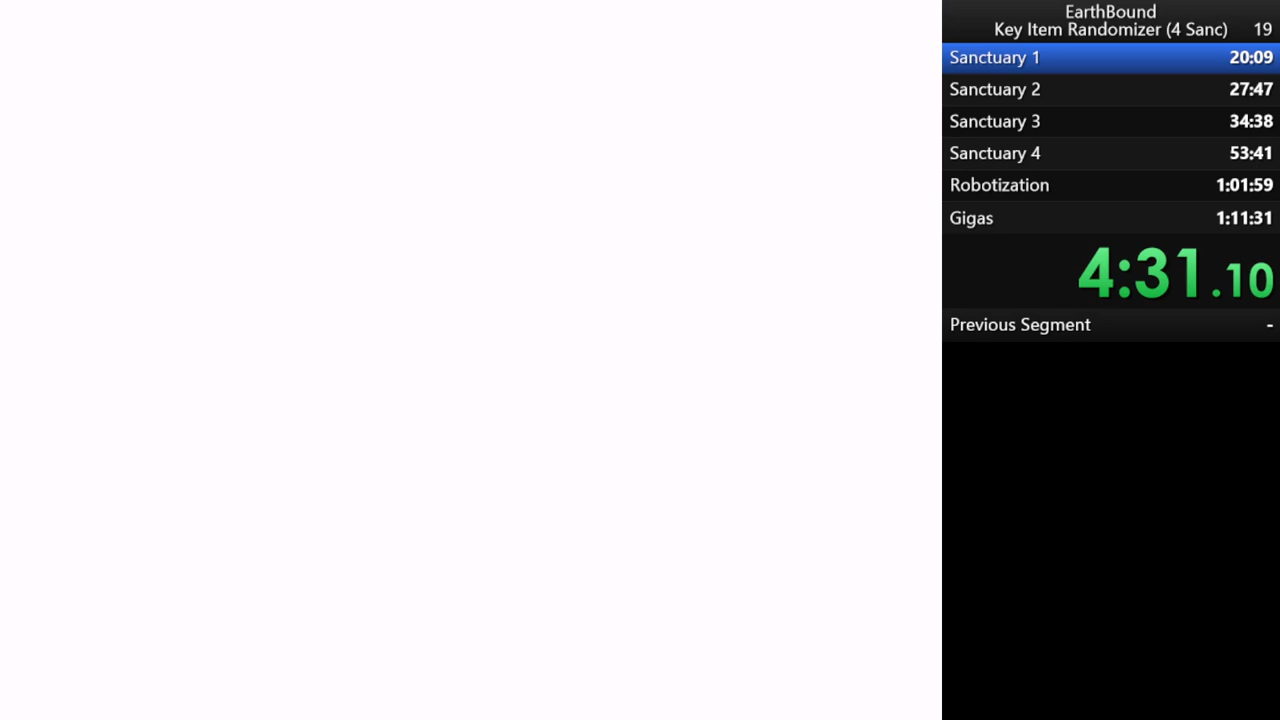 EarthBound
Key Item Randomizer (4 Sanc) 19
Sanctuary 1 20:09
Sanctuary 2 27:47
Sanctuary 3 34:38
Sanctuary 4 53:41
Robotization 1:01:59
Gigas 1:11:31
4:31.10
Previous Segment -